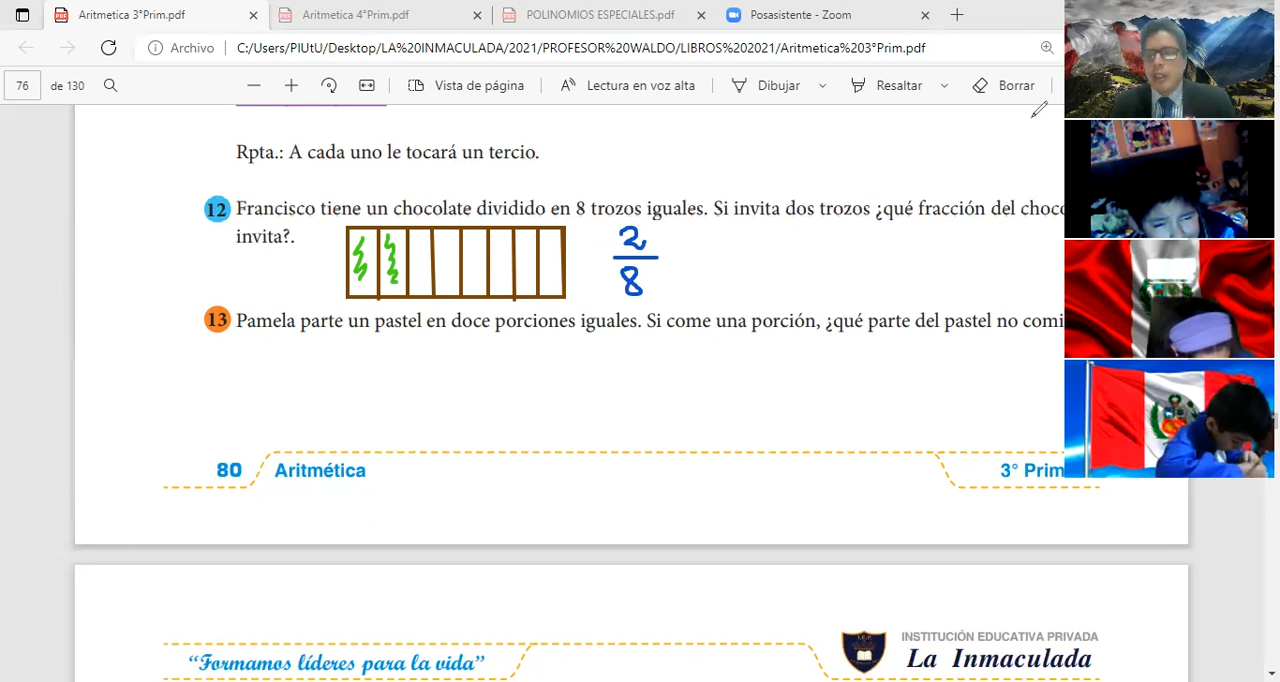 Aritmetica 3°Prim.pdf
Aritmetica 4°Prim.pdf
POLINOMIOS ESPECIALES.pdf
Posasistente - Zoom
Archivo
C:/Users/PIUtU/Desktop/LA%20INMACULADA/2021/PROFESOR%20WALDO/LIBROS%202021/Aritmetica%203°Prim.pdf
76 de 130
Vista de página
Lectura en voz alta
Dibujar
Resaltar
Borrar
Rpta.: A cada uno le tocará un tercio.
12 Francisco tiene un chocolate dividido en 8 trozos iguales. Si invita dos trozos ¿qué fracción del choco
invita?.
2
8
13 Pamela parte un pastel en doce porciones iguales. Si come una porción, ¿qué parte del pastel no comi
80 Aritmética
3° Prim
INSTITUCIÓN EDUCATIVA PRIVADA
"Formamos líderes para la vida"
La Inmaculada